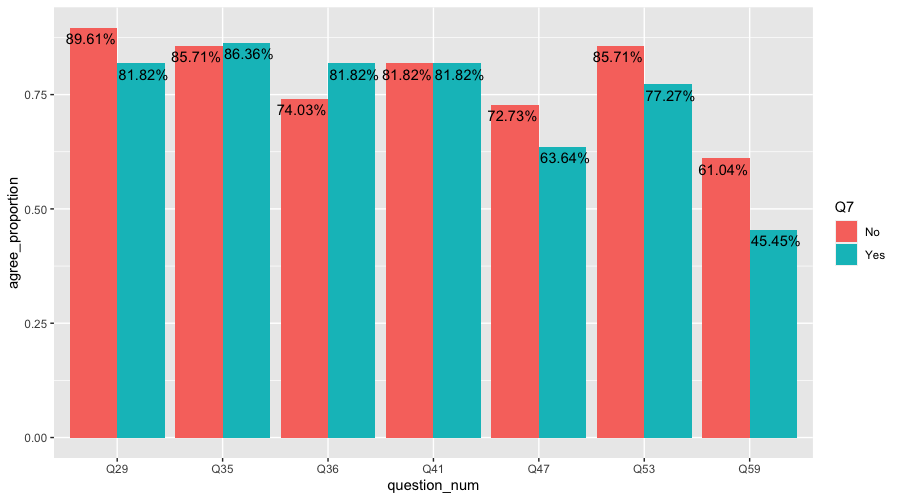 89.61%
81.82%
85.71%
86.36%
74.03%
81.82%
81.82%
81.82%
72.73%
63.64%
85.71%
77.27%
61.04%
45.45%
0.75
0.50
0.25
0.00
agree_proportion
Q29
Q35
Q36
Q41
Q47
Q53
Q59
question_num
Q7
No
Yes